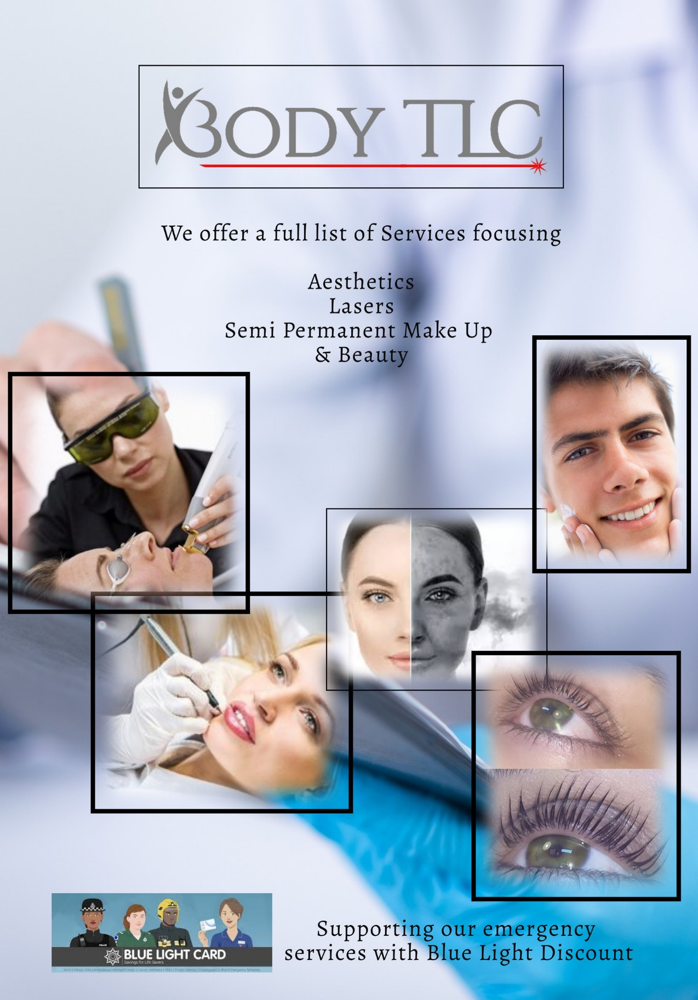 BODY TLC
We offer a full list of Services focusing
Aesthetics
Lasers
Semi Permanent Make Up
& Beauty
POLICE
BLUE LIGHT CARD
Savings for Life Savers
Supporting our emergency
services with Blue Light Discount